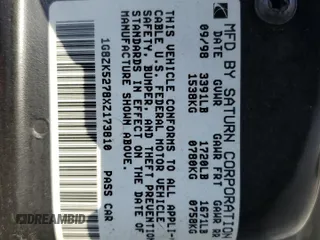 MFD BY SATURN CORPORATION
DATE GVWR GAWR FRT GAWR RR
09/98 3391LB 1720LB 1671LB
1538KG 0780KG 0758KG
THIS VEHICLE CONFORMS TO ALL APPLI-
CABLE U.S. FEDERAL MOTOR VEHICLE
SAFETY, BUMPER, AND THEFT PREVENTION
STANDARDS IN EFFECT ON THE DATE OF
MANUFACTURE SHOWN ABOVE.
1G8ZK5278XZ173810 PASS CAR
DREAMBID